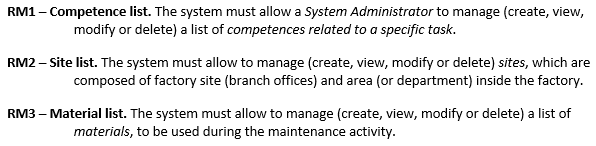 RM1 – Competence list. The system must allow a System Administrator to manage (create, view,
modify or delete) a list of competences related to a specific task.
RM2 – Site list. The system must allow to manage (create, view, modify or delete) sites, which are
composed of factory site (branch offices) and area (or department) inside the factory.
RM3 – Material list. The system must allow to manage (create, view, modify or delete) a list of
materials, to be used during the maintenance activity.